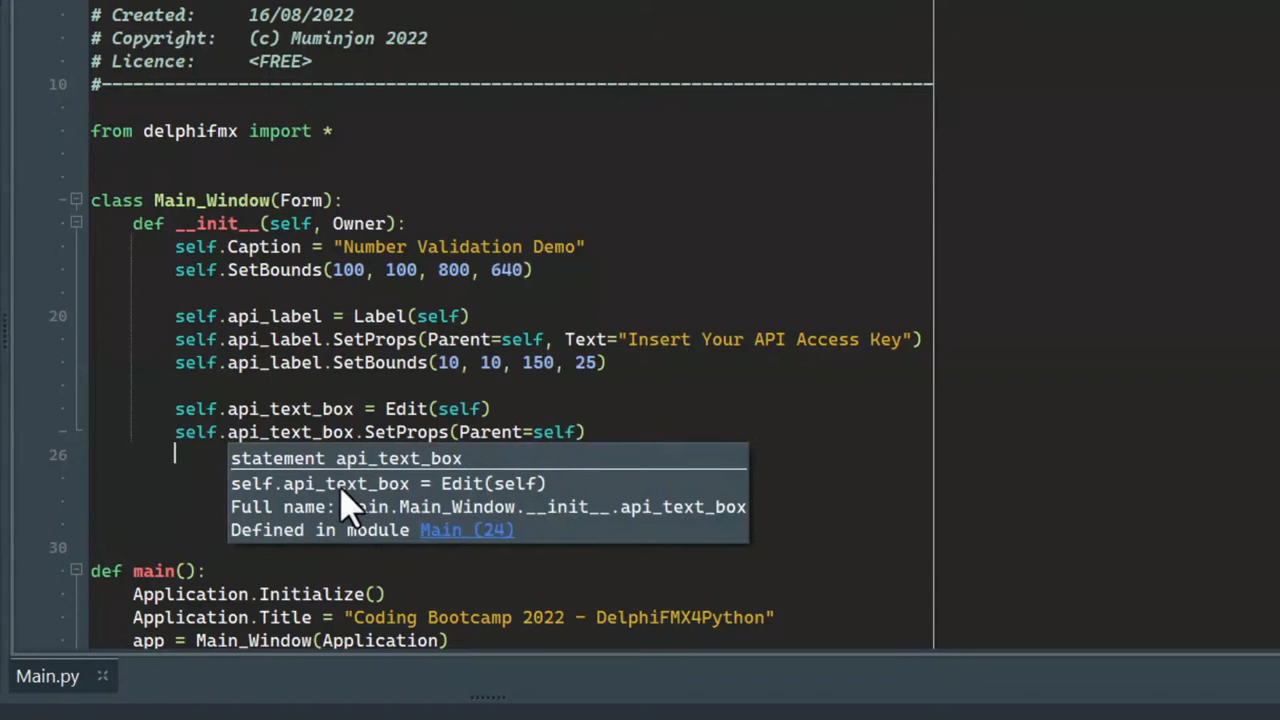 # Created:    16/08/2022
# Copyright:  (c) Muminjon 2022
# Licence:    <FREE>
10 #-------------------------------------------------------------------------------
from delphifmx import *
class Main_Window(Form):
def __init__(self, Owner):
self.Caption = "Number Validation Demo"
self.SetBounds(100, 100, 800, 640)
20 self.api_label = Label(self)
self.api_label.SetProps(Parent=self, Text="Insert Your API Access Key")
self.api_label.SetBounds(10, 10, 150, 25)
self.api_text_box = Edit(self)
self.api_text_box.SetProps(Parent=self)
26
statement api_text_box
self.api_text_box = Edit(self)
Full name: .Main_Window.__init__.api_text_box
Defined in module Main (24)
30
def main():
Application.Initialize()
Application.Title = "Coding Bootcamp 2022 - DelphiFMX4Python"
app = Main_Window(Application)
Main.py